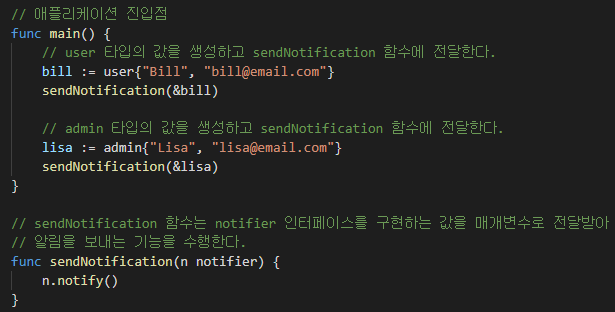 // 애플리케이션 진입점
func main() {
    // user 타입의 값을 생성하고 sendNotification 함수에 전달한다.
    bill := user{"Bill", "bill@email.com"}
    sendNotification(&bill)

    // admin 타입의 값을 생성하고 sendNotification 함수에 전달한다.
    lisa := admin{"Lisa", "lisa@email.com"}
    sendNotification(&lisa)
}

// sendNotification 함수는 notifier 인터페이스를 구현하는 값을 매개변수로 전달받아
// 알림을 보내는 기능을 수행한다.
func sendNotification(n notifier) {
    n.notify()
}